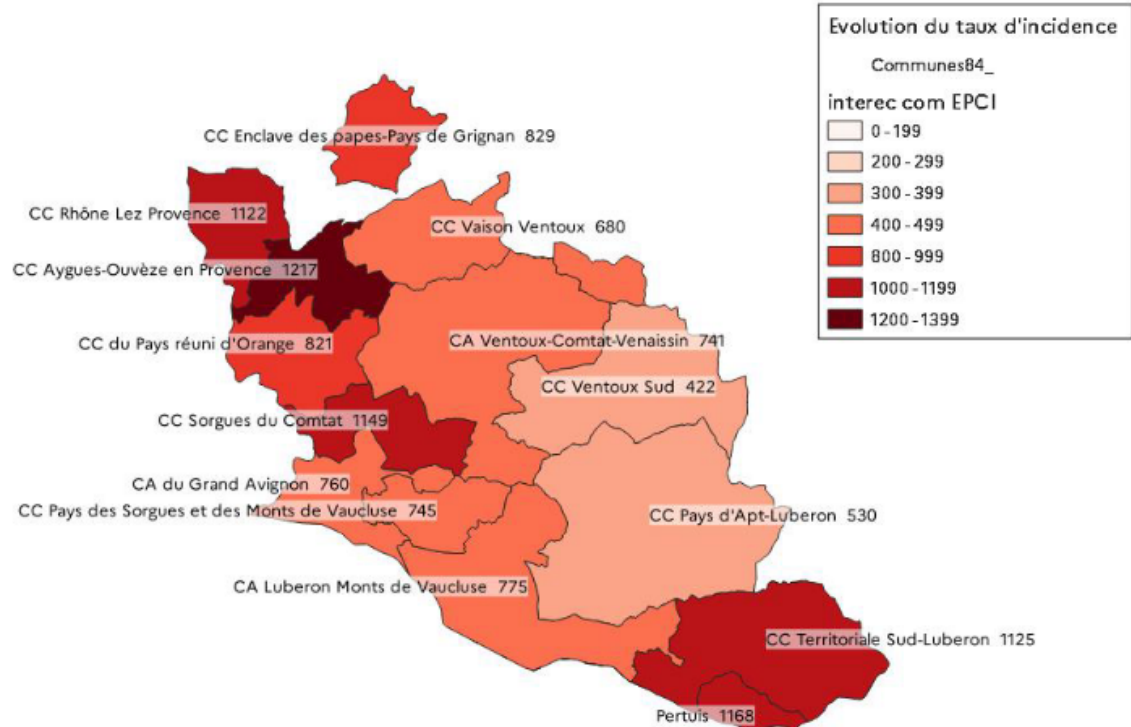 Evolution du taux d'incidence
Communes84_
interec com EPCI
0 - 199
200 - 299
300 - 399
400 - 499
800 - 999
1000 - 1199
1200 - 1399
CC Enclave des papes-Pays de Grignan 829
CC Rhône Lez Provence 1122
CC Vaison Ventoux 680
CC Aygues-Ouvèze en Provence 1217
CC du Pays réuni d'Orange 821
CA Ventoux-Comtat-Venaissin 741
CC Ventoux Sud 422
CC Sorgues du Comtat 1149
CA du Grand Avignon 760
CC Pays des Sorgues et des Monts de Vaucluse 745
CC Pays d'Apt-Luberon 530
CA Luberon Monts de Vaucluse 775
CC Territoriale Sud-Luberon 1125
Pertuis 1168